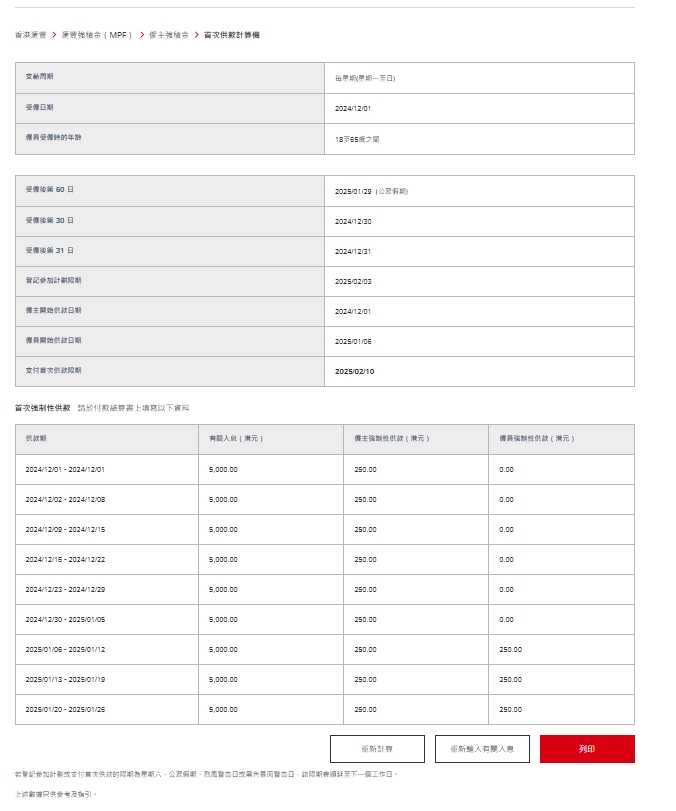 香港滙豐 > 滙豐強積金 ( MPF ) > 僱主強積金 > 首次供款計算機
支薪周期 每星期(星期一至日)
受僱日期 2024/12/01
僱員受僱時的年齡 18至65歲之間
受僱後第 60 日 2025/01/29 (公眾假期)
受僱後第 30 日 2024/12/30
受僱後第 31 日 2024/12/31
登記參加計劃限期 2025/02/03
僱主開始供款日期 2024/12/01
僱員開始供款日期 2025/01/06
支付首次供款限期 2025/02/10
首次強制性供款 請於付款結算書上填寫以下資料
供款期 有關入息 ( 港元 ) 僱主強制性供款 ( 港元 ) 僱員強制性供款 ( 港元 )
2024/12/01 - 2024/12/01 5,000.00 250.00 0.00
2024/12/02 - 2024/12/08 5,000.00 250.00 0.00
2024/12/09 - 2024/12/15 5,000.00 250.00 0.00
2024/12/16 - 2024/12/22 5,000.00 250.00 0.00
2024/12/23 - 2024/12/29 5,000.00 250.00 0.00
2024/12/30 - 2025/01/05 5,000.00 250.00 0.00
2025/01/06 - 2025/01/12 5,000.00 250.00 250.00
2025/01/13 - 2025/01/19 5,000.00 250.00 250.00
2025/01/20 - 2025/01/26 5,000.00 250.00 250.00
重新計算 重新輸入有關入息 列印
若登記參加計劃或支付首次供款的限期為星期六、公眾假期、烈風警告日或黑色暴雨警告日，該限期會順延至下一個工作日。
上述數據只供參考及指引。